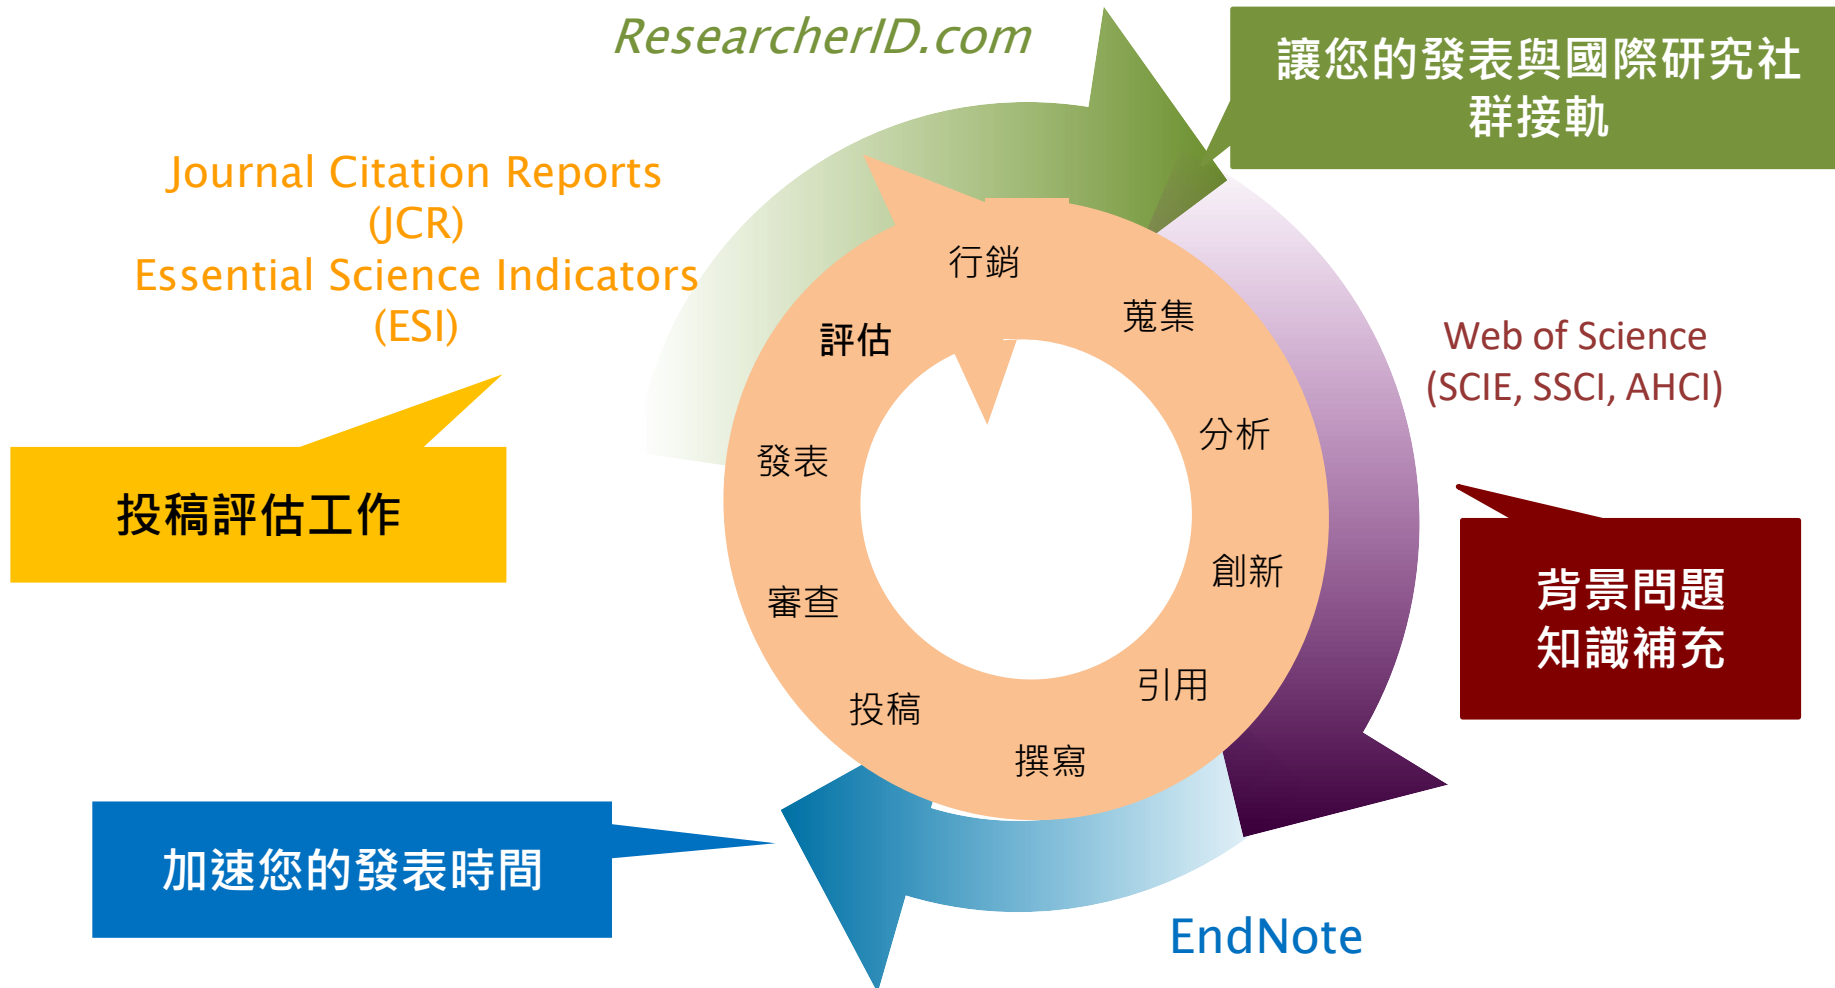 ResearcherID.com
讓您的發表與國際研究社
群接軌
Journal Citation Reports
(JCR)
Essential Science Indicators
(ESI)
行銷
蒐集
評估
Web of Science
(SCIE, SSCI, AHCI)
分析
發表
投稿評估工作
創新
背景問題
知識補充
審查
引用
投稿
撰寫
加速您的發表時間
EndNote